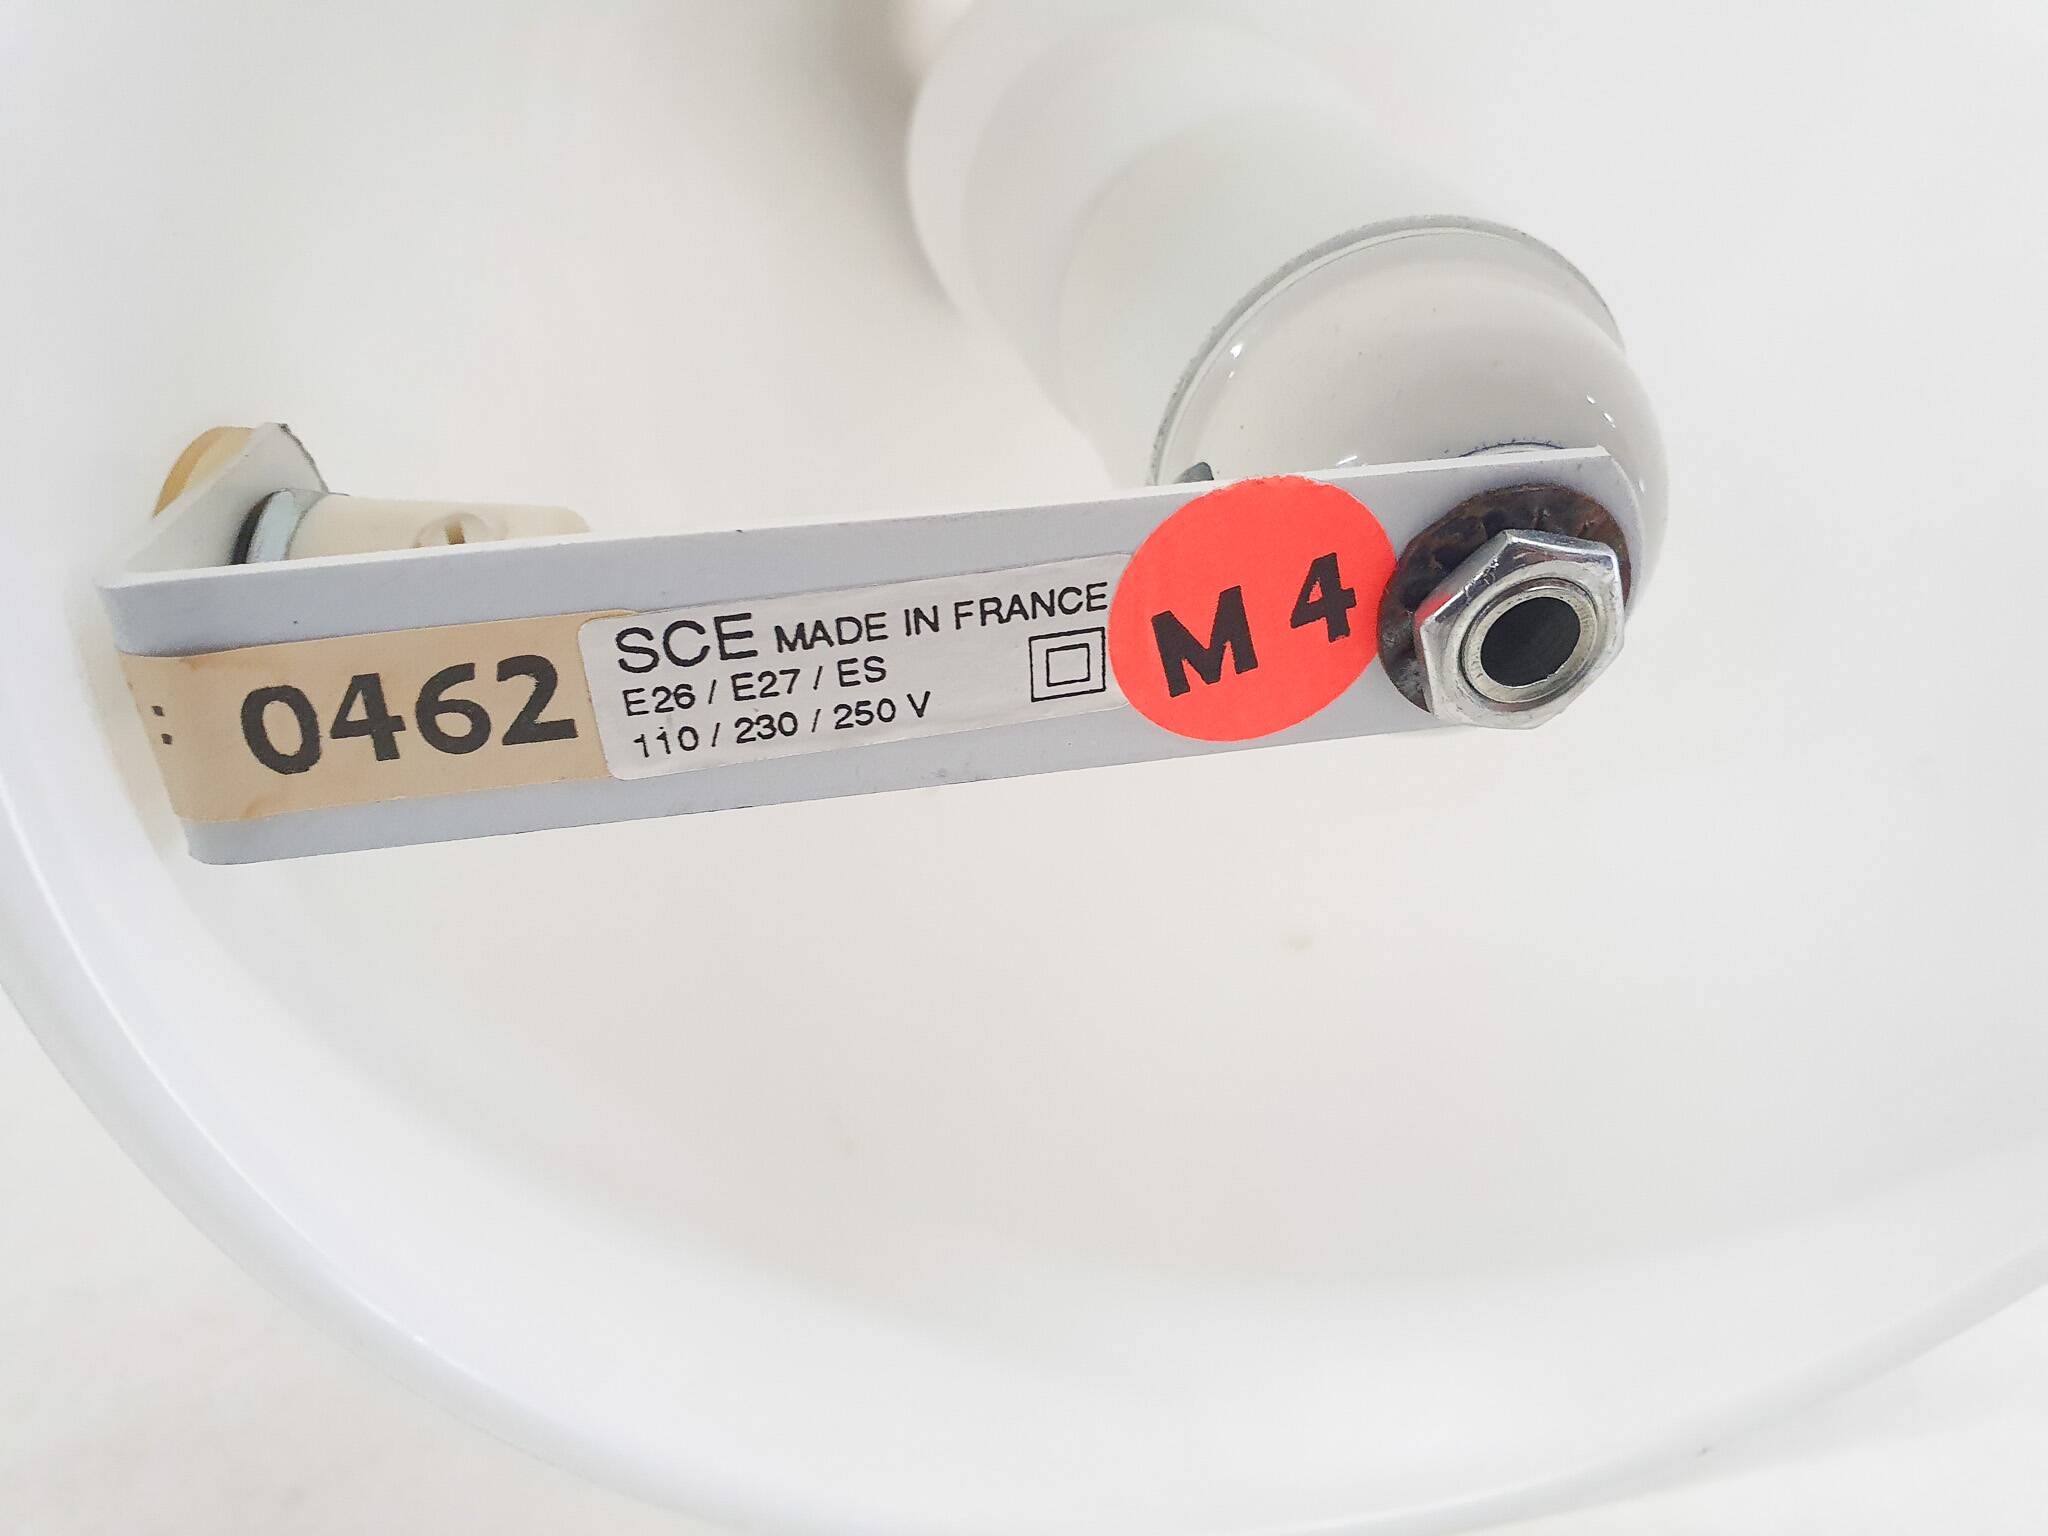 : 0462
SCE MADE IN FRANCE
E26 / E27 / ES
110 / 230 / 250 V
M 4